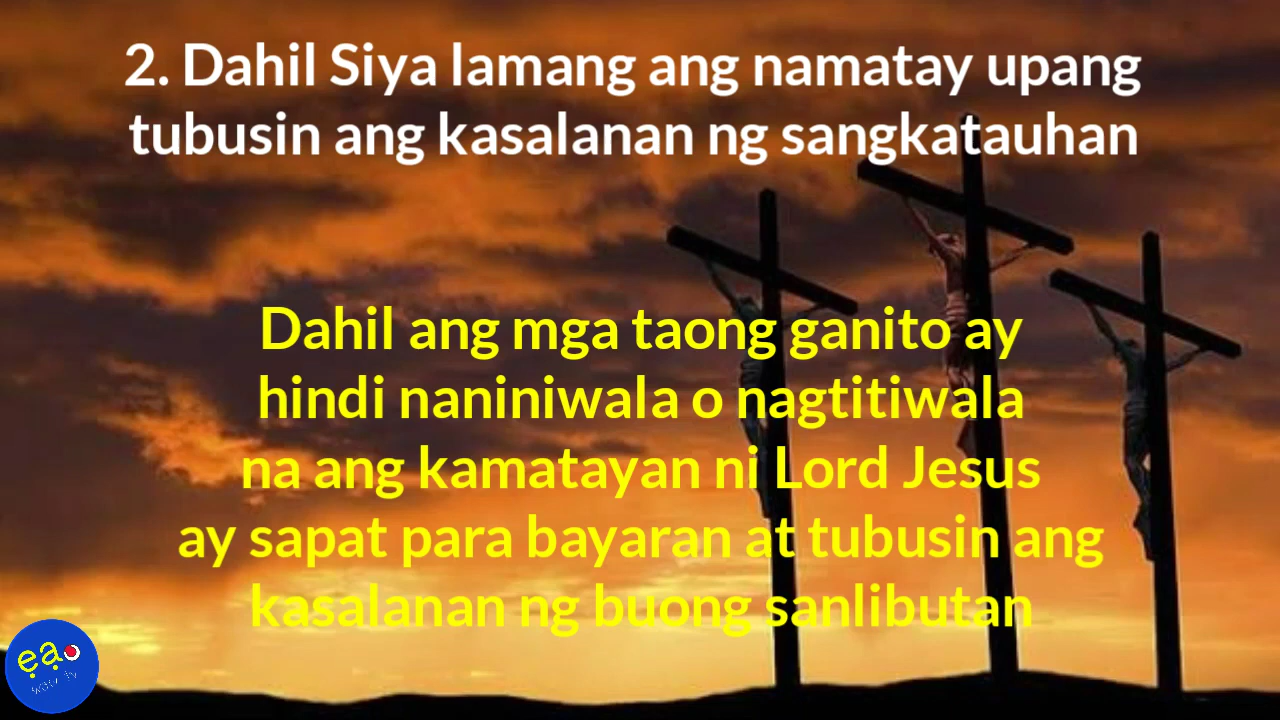 2. Dahil Siya lamang ang namatay upang
tubusin ang kasalanan ng sangkatauhan
Dahil ang mga taong ganito ay
hindi naniniwala o nagtitiwala
na ang kamatayan ni Lord Jesus
ay sapat para bayaran at tubusin ang
kasalanan ng buong sanlibutan